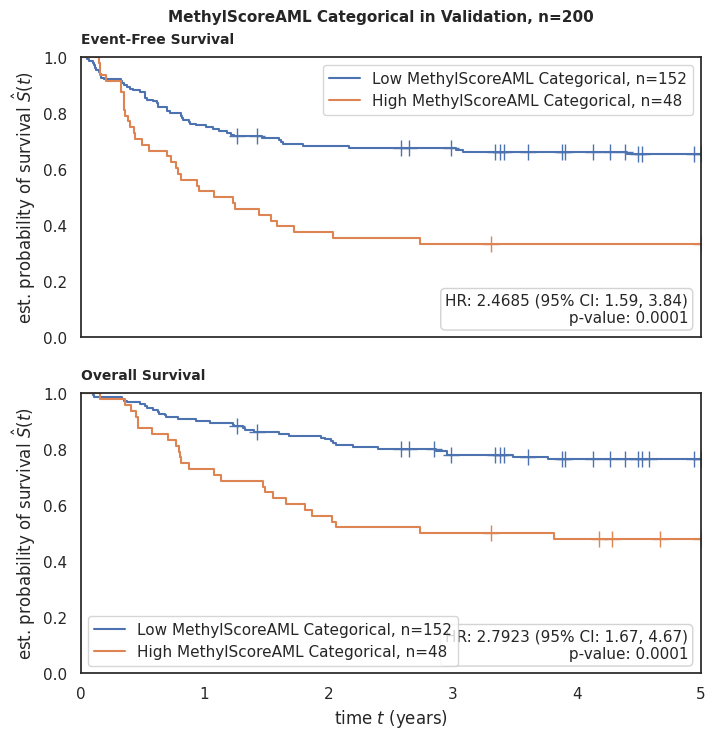 MethylScoreAML Categorical in Validation, n=200
Event-Free Survival
1.0
0.8
0.6
0.4
0.2
0.0
est. probability of survival Ŝ(t)
Low MethylScoreAML Categorical, n=152
High MethylScoreAML Categorical, n=48
HR: 2.4685 (95% CI: 1.59, 3.84)
p-value: 0.0001
Overall Survival
1.0
0.8
0.6
0.4
0.2
0.0
est. probability of survival Ŝ(t)
Low MethylScoreAML Categorical, n=152
High MethylScoreAML Categorical, n=48
HR: 2.7923 (95% CI: 1.67, 4.67)
p-value: 0.0001
0 1 2 3 4 5
time t (years)